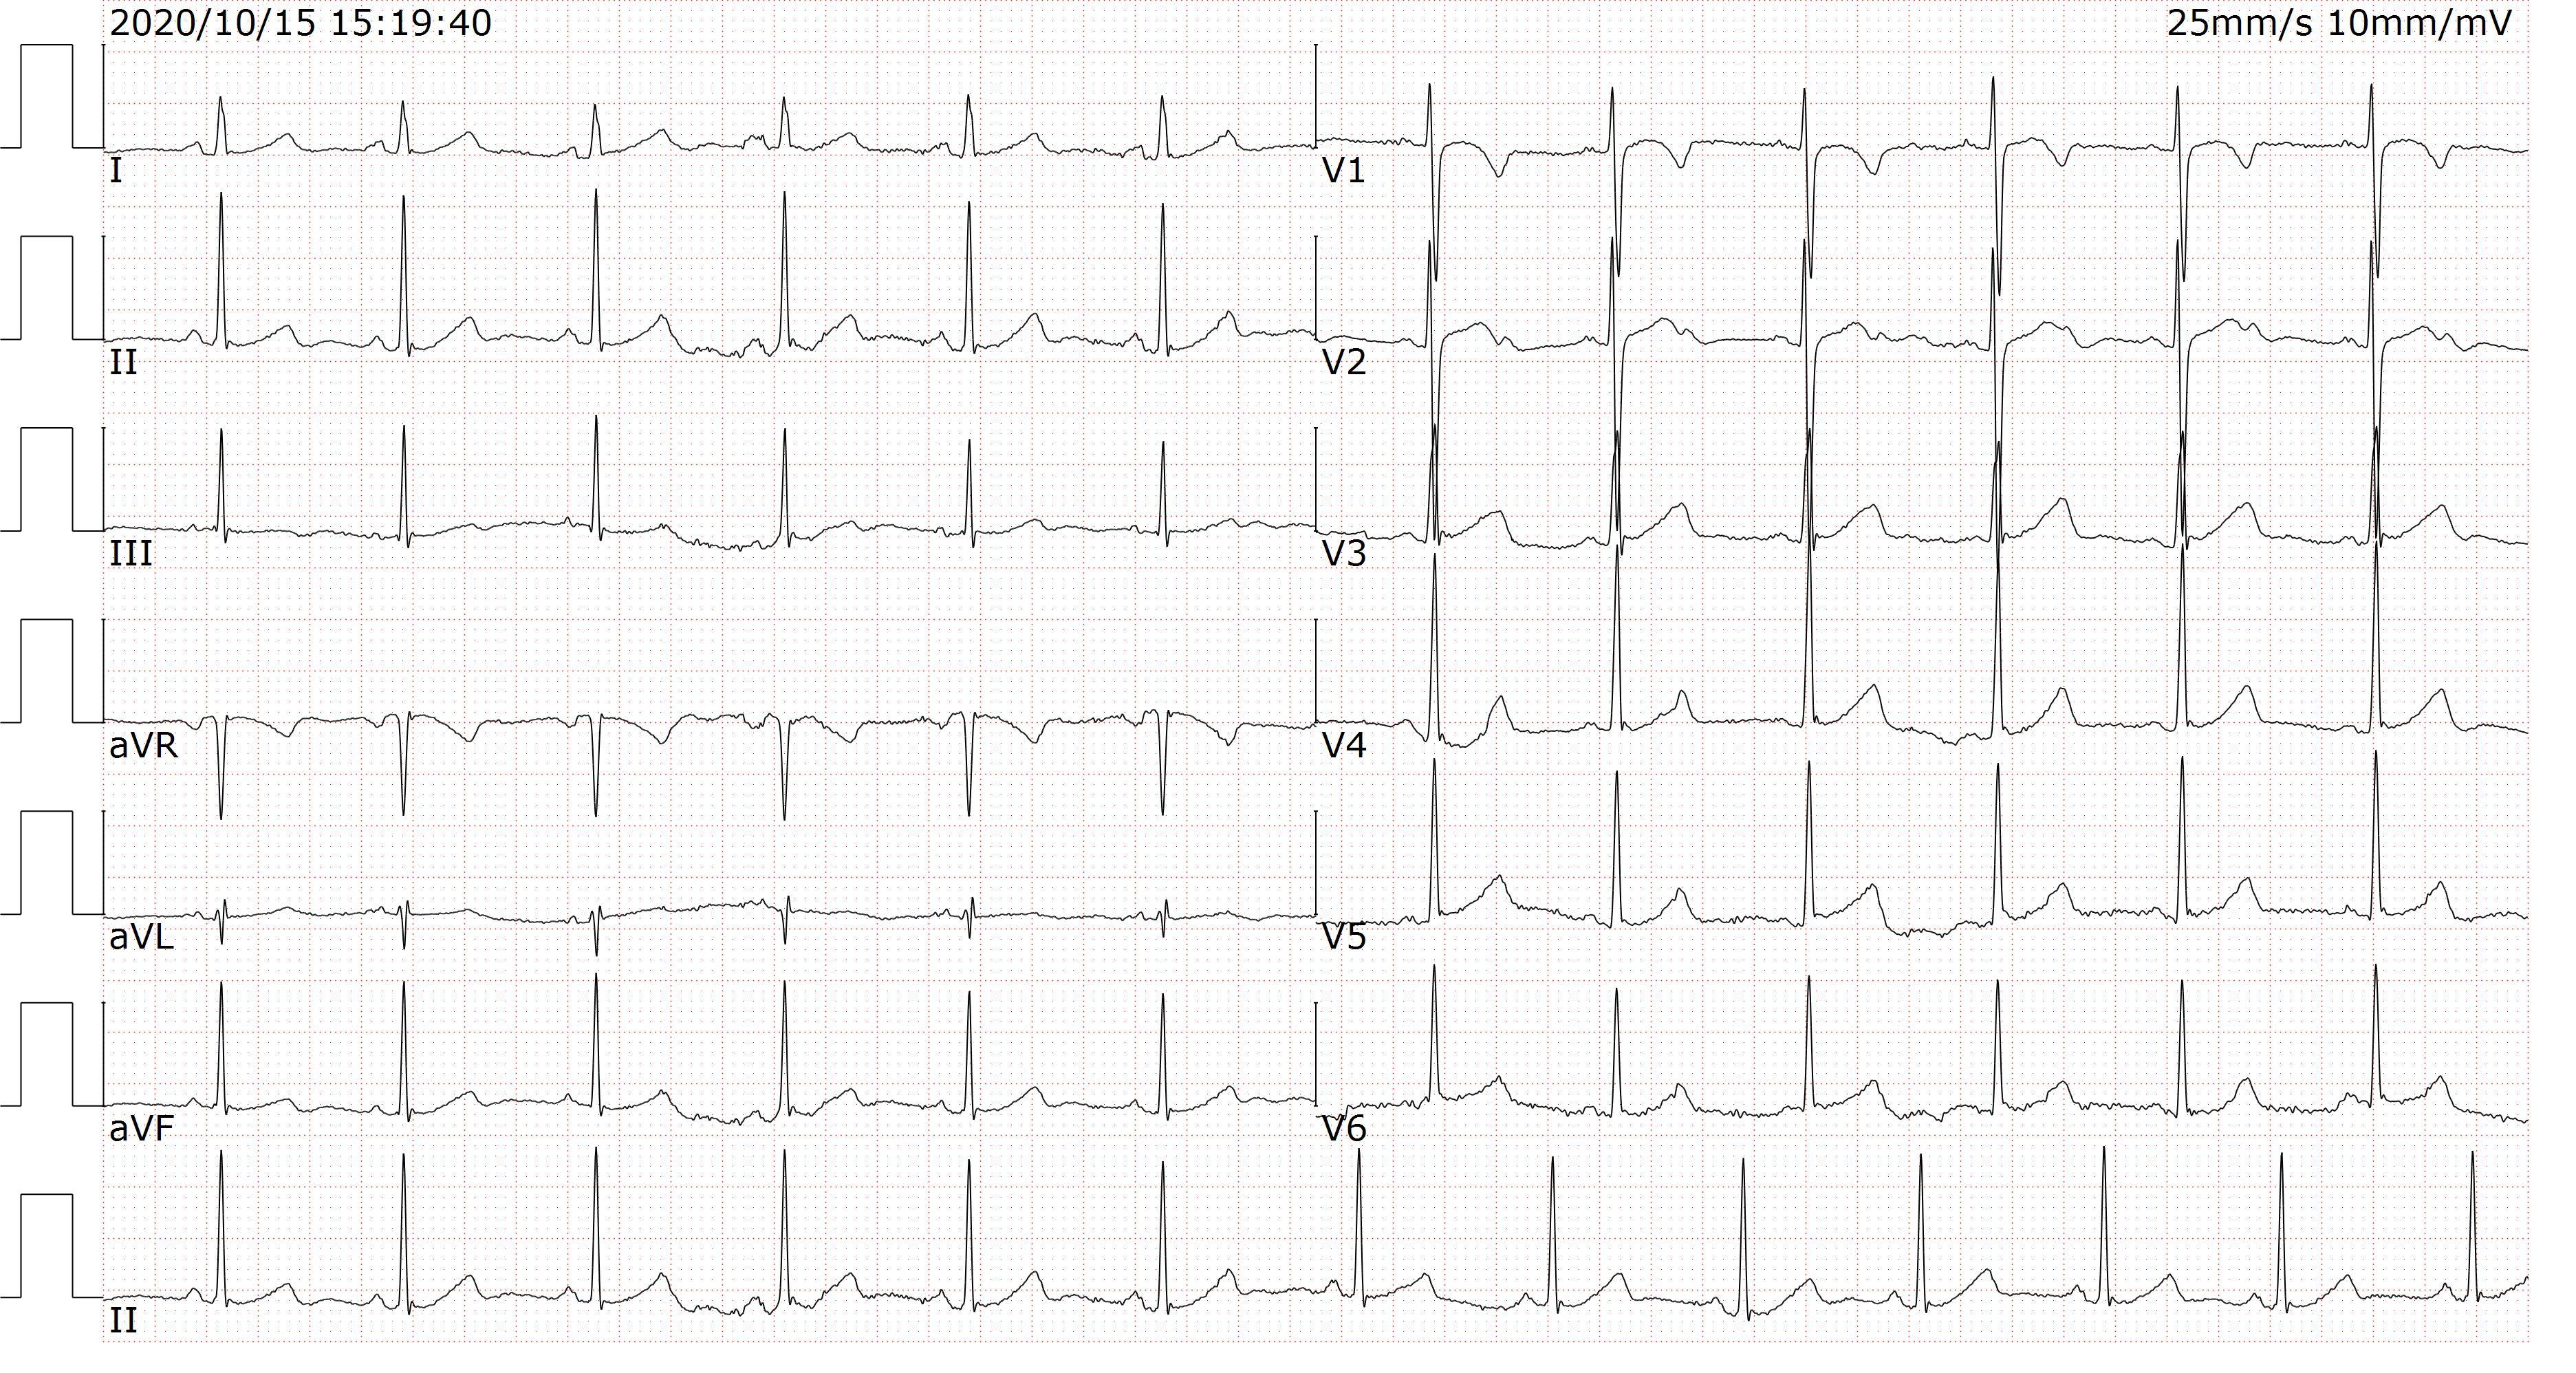 2020/10/15 15:19:40 25mm/s 10mm/mV
I V1
II V2
III V3
aVR V4
aVL V5
aVF V6
II